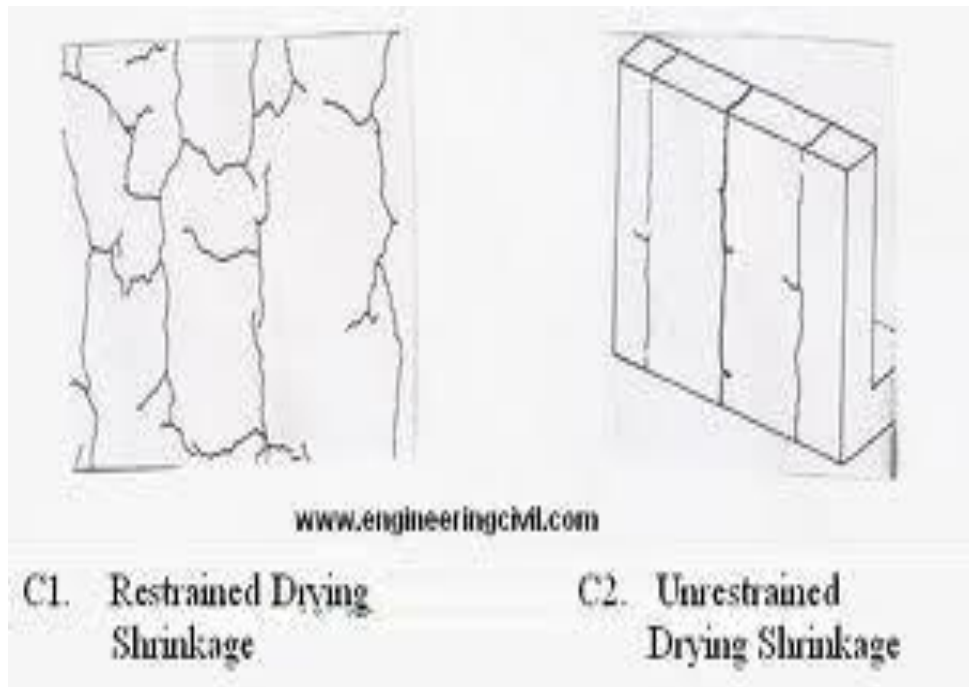 www.engineeringcivil.com
C1. Restrained Drying
Shrinkage
C2. Unrestrained
Drying Shrinkage